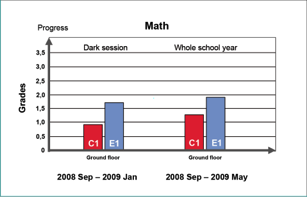 Math
Progress
Dark session
Whole school year
3,5
3.0
2.5
2.0
1.5
1.0
0,5
0
Grades
C1
E1
C1
E1
Ground floor
Ground floor
2008 Sep – 2009 Jan
2008 Sep – 2009 May